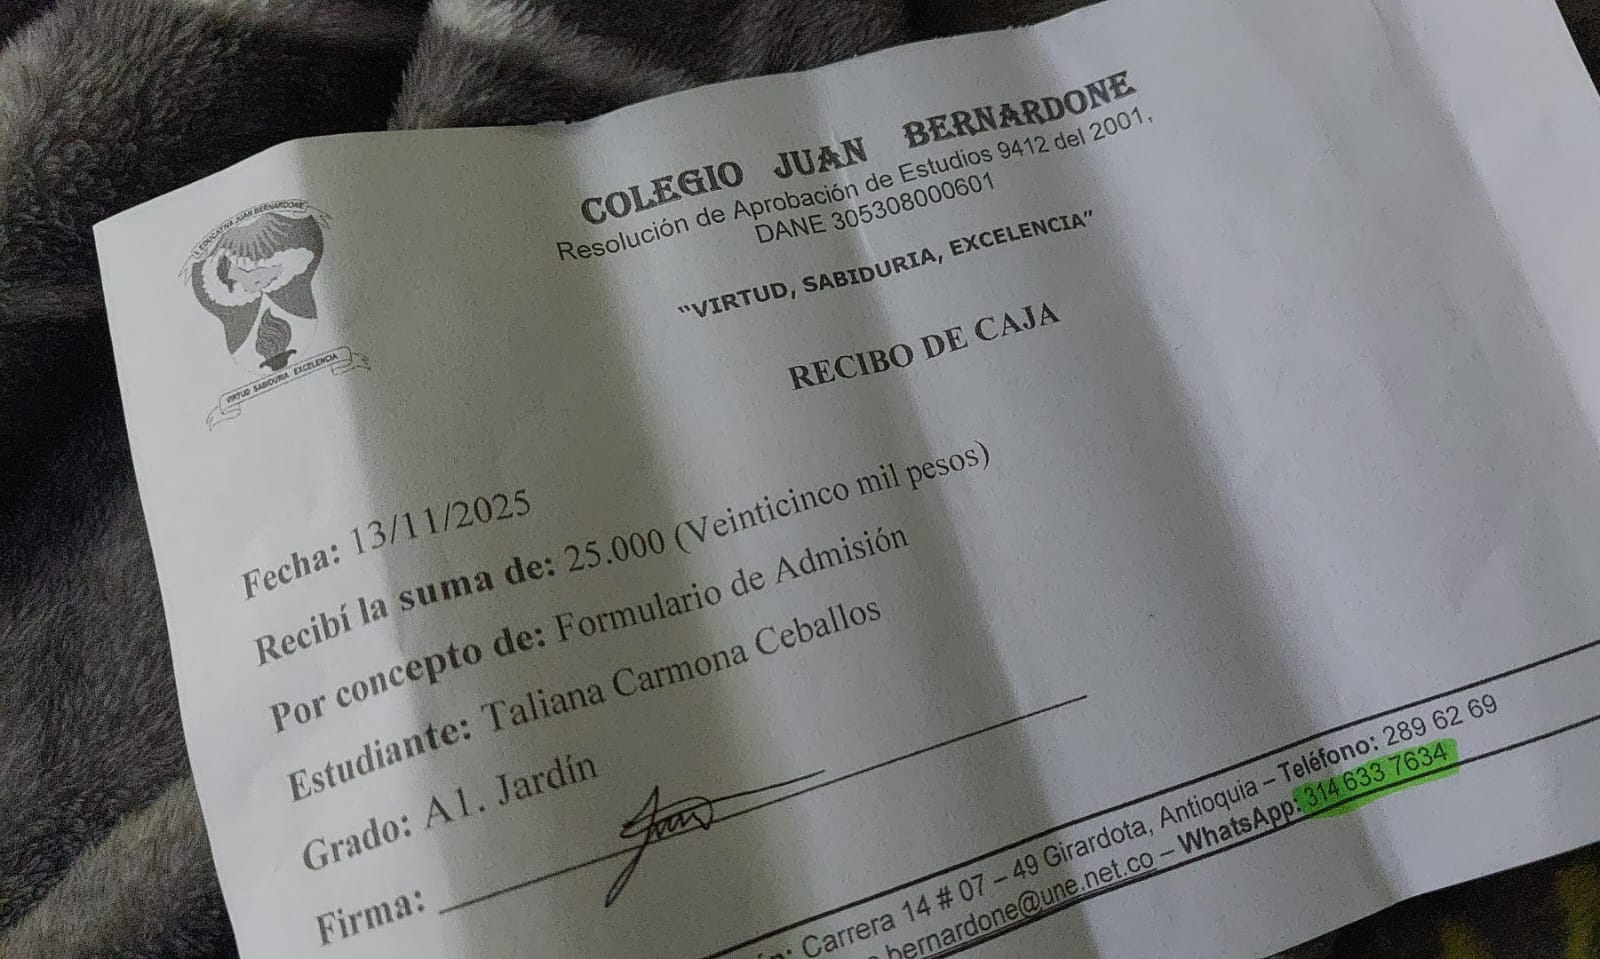 COLEGIO JUAN BERNARDONE
Resolución de Aprobación de Estudios 9412 del 2001,
DANE 305308000601
"VIRTUD, SABIDURIA, EXCELENCIA"
EDUCATIVA JUAN BERNARDONE
VIRTUD SABIDURIA EXCELENCIA
RECIBO DE CAJA
Fecha: 13/11/2025
Recibí la suma de: 25.000 (Veinticinco mil pesos)
Por concepto de: Formulario de Admisión
Estudiante: Taliana Carmona Ceballos
Grado: A1. Jardín
Firma:
Carrera 14 # 07 – 49 Girardota, Antioquia – Teléfono: 289 62 69
bernardone@une.net.co – WhatsApp: 314 633 7634